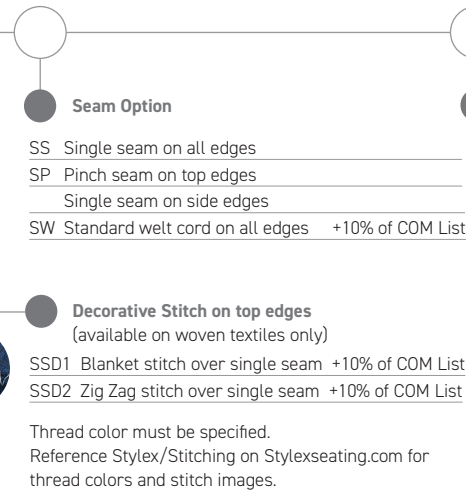 Seam Option
SS Single seam on all edges
SP Pinch seam on top edges
Single seam on side edges
SW Standard welt cord on all edges +10% of COM List
Decorative Stitch on top edges
(available on woven textiles only)
SSD1 Blanket stitch over single seam +10% of COM List
SSD2 Zig Zag stitch over single seam +10% of COM List
Thread color must be specified.
Reference Stylex/Stitching on Stylexseating.com for
thread colors and stitch images.